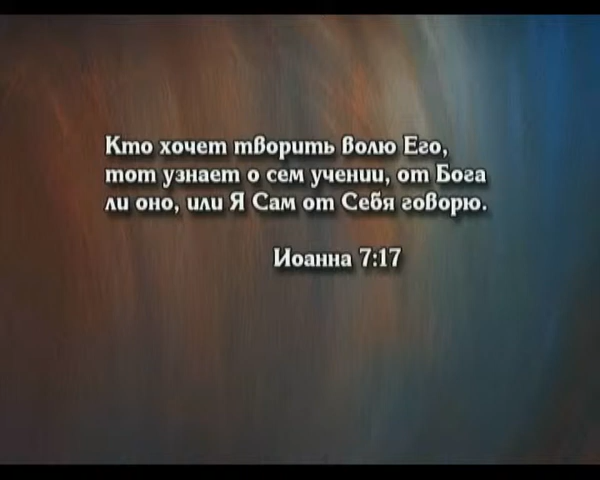 Кто хочет творить волю Его,
тот узнает о сем учении, от Бога
ли оно, или Я Сам от Себя говорю.
Иоанна 7:17